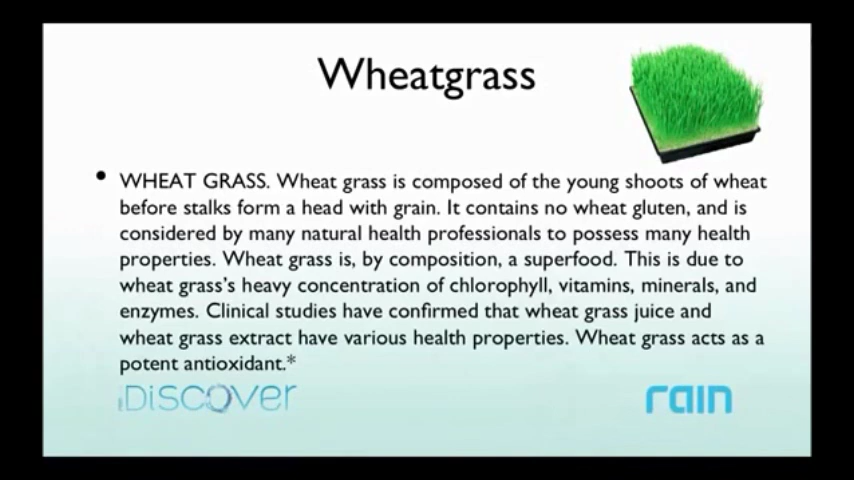 Wheatgrass
• WHEAT GRASS. Wheat grass is composed of the young shoots of wheat
before stalks form a head with grain. It contains no wheat gluten, and is
considered by many natural health professionals to possess many health
properties. Wheat grass is, by composition, a superfood. This is due to
wheat grass's heavy concentration of chlorophyll, vitamins, minerals, and
enzymes. Clinical studies have confirmed that wheat grass juice and
wheat grass extract have various health properties. Wheat grass acts as a
potent antioxidant.*
iDiscover
rain